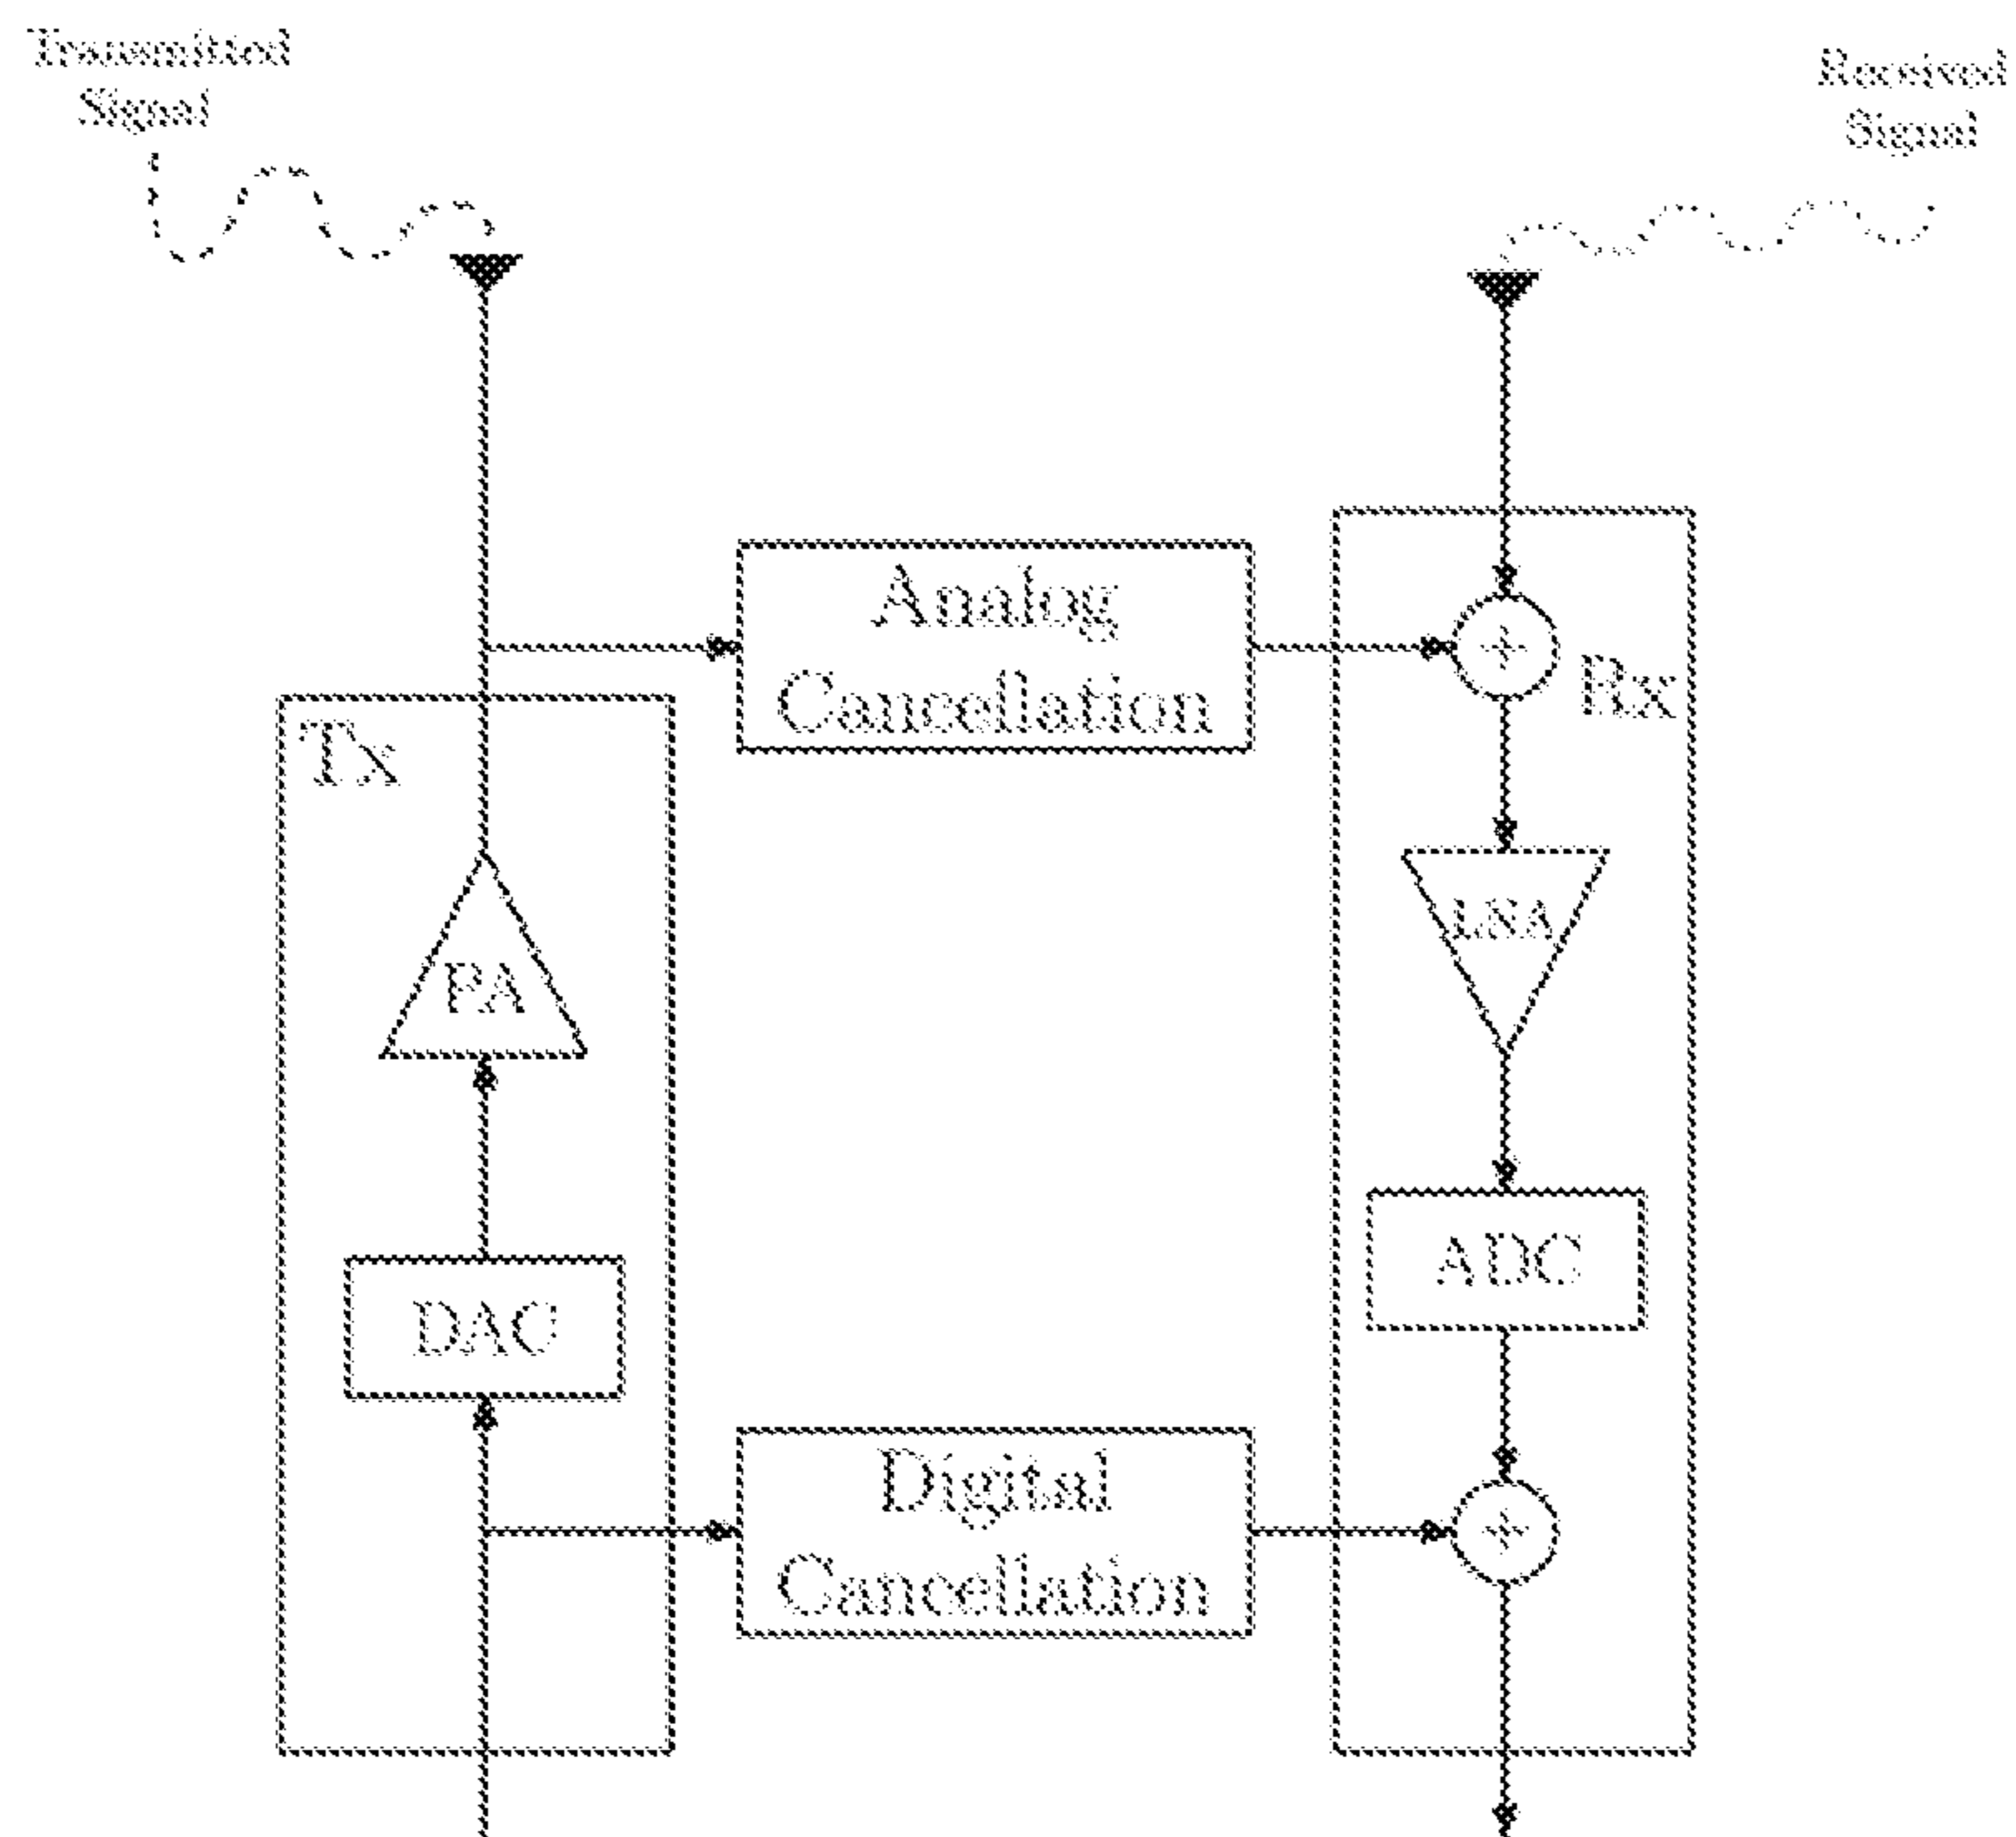 Transmitted
Signal
Received
Signal
Analog
Cancellation
Rx
Tx
LNA
PA
ADC
DAC
Digital
Cancellation